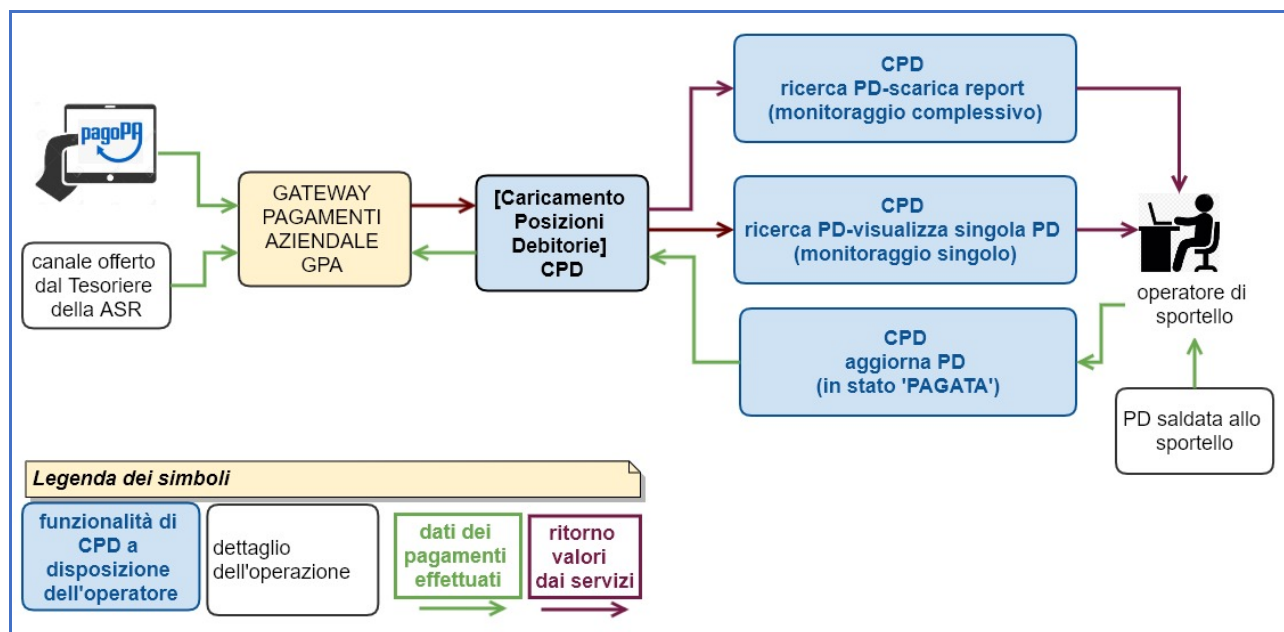 pagoPA
GATEWAY
PAGAMENTI
AZIENDALE
GPA
canale offerto
dal Tesoriere
della ASR
[Caricamento
Posizioni
Debitorie]
CPD
CPD
ricerca PD-scarica report
(monitoraggio complessivo)
CPD
ricerca PD-visualizza singola PD
(monitoraggio singolo)
CPD
aggiorna PD
(in stato 'PAGATA')
operatore di
sportello
PD saldata allo
sportello
Legenda dei simboli
funzionalità di
CPD a
disposizione
dell'operatore
dettaglio
dell'operazione
dati dei
pagamenti
effettuati
ritorno
valori
dai servizi